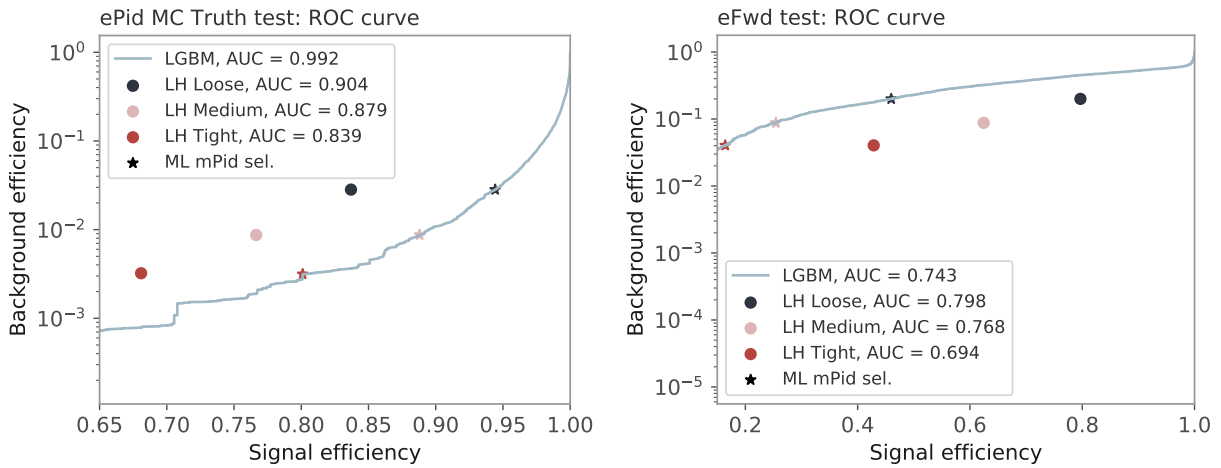 ePid MC Truth test: ROC curve
LGBM, AUC = 0.992
LH Loose, AUC = 0.904
LH Medium, AUC = 0.879
LH Tight, AUC = 0.839
ML mPid sel.
Background efficiency
10⁰
10⁻¹
10⁻²
10⁻³
0.65 0.70 0.75 0.80 0.85 0.90 0.95 1.00
Signal efficiency
eFwd test: ROC curve
Background efficiency
10⁰
10⁻¹
10⁻²
10⁻³
10⁻⁴
10⁻⁵
LGBM, AUC = 0.743
LH Loose, AUC = 0.798
LH Medium, AUC = 0.768
LH Tight, AUC = 0.694
ML mPid sel.
0.2 0.4 0.6 0.8 1.0
Signal efficiency